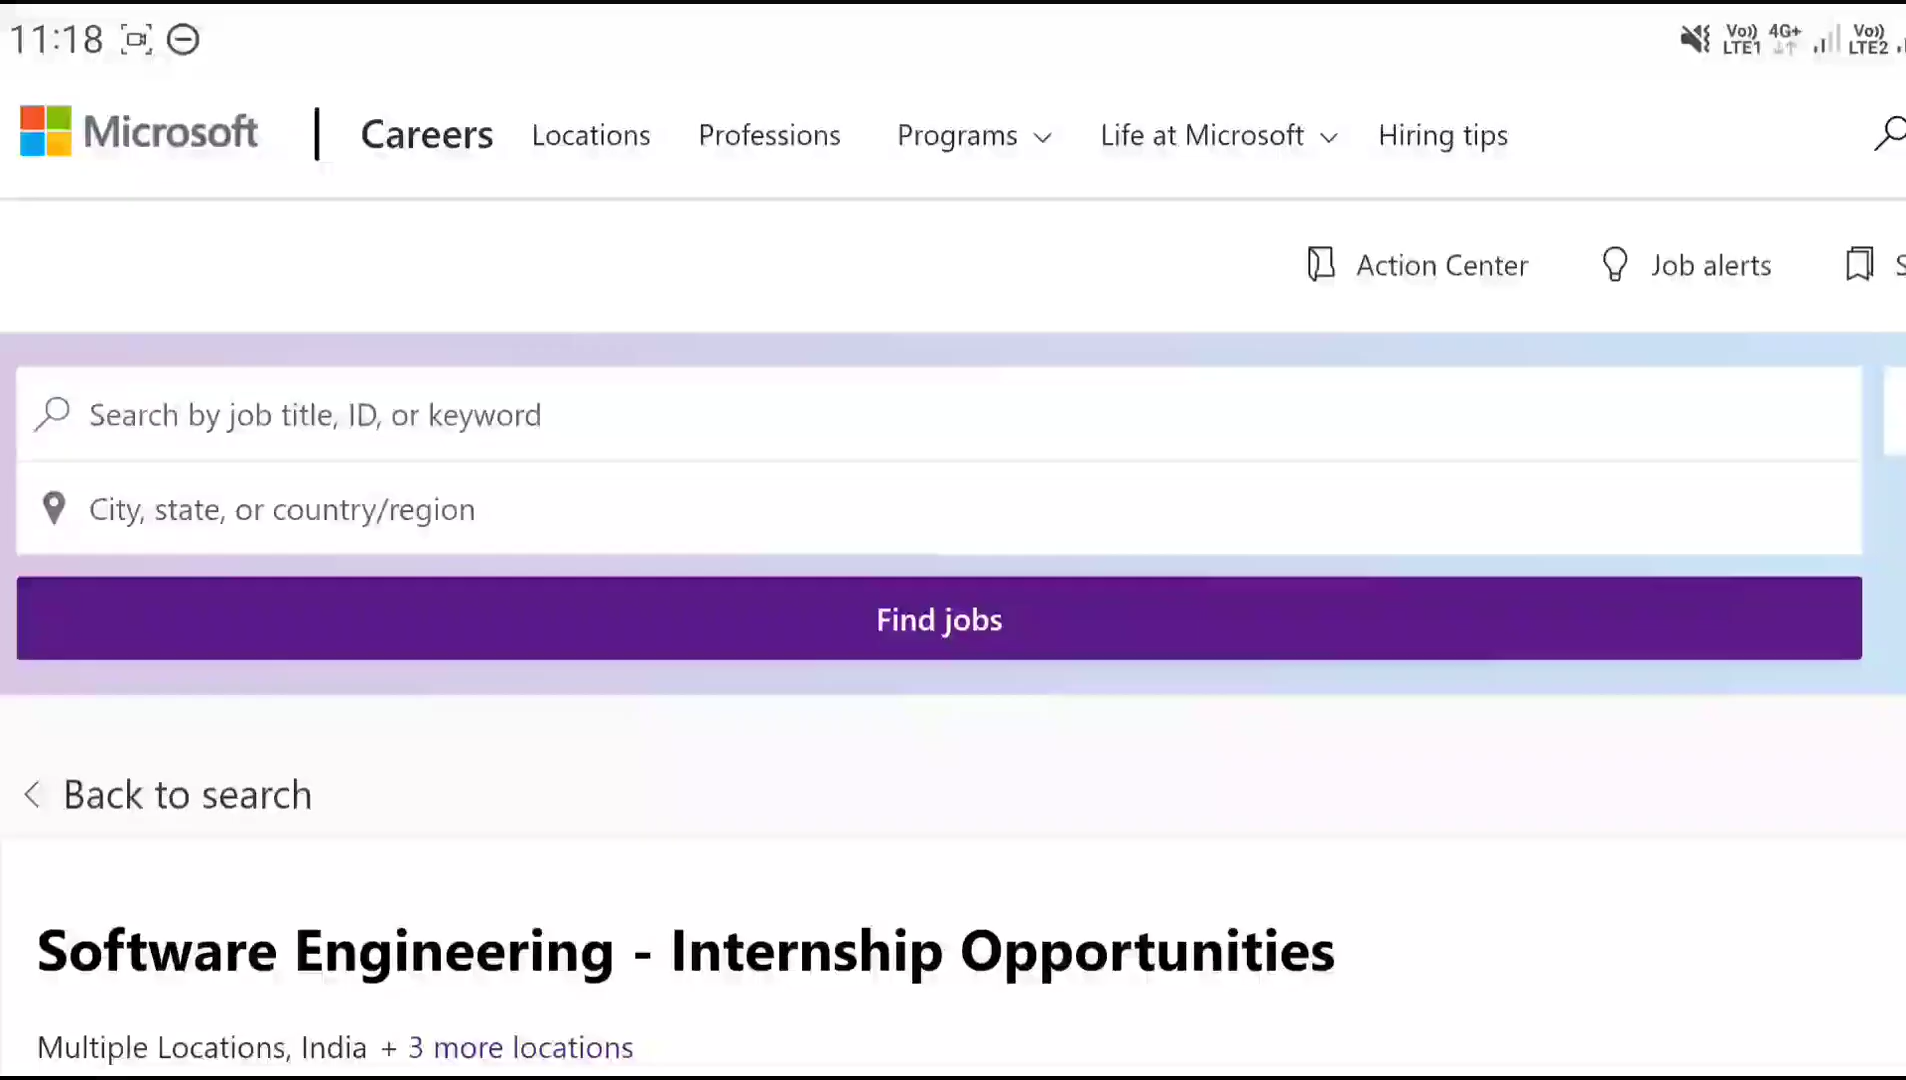 11:18 Vo)) LTE1 4G+ Vo)) LTE2
Microsoft Careers Locations Professions Programs Life at Microsoft Hiring tips
Action Center Job alerts
Search by job title, ID, or keyword
City, state, or country/region
Find jobs
Back to search
Software Engineering - Internship Opportunities
Multiple Locations, India + 3 more locations